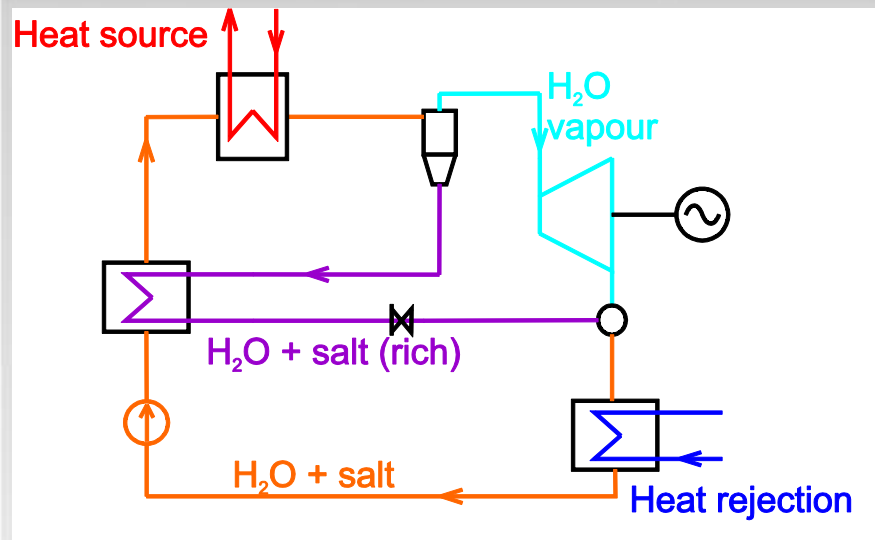 Heat source
H₂O
vapour
H₂O + salt (rich)
H₂O + salt
Heat rejection